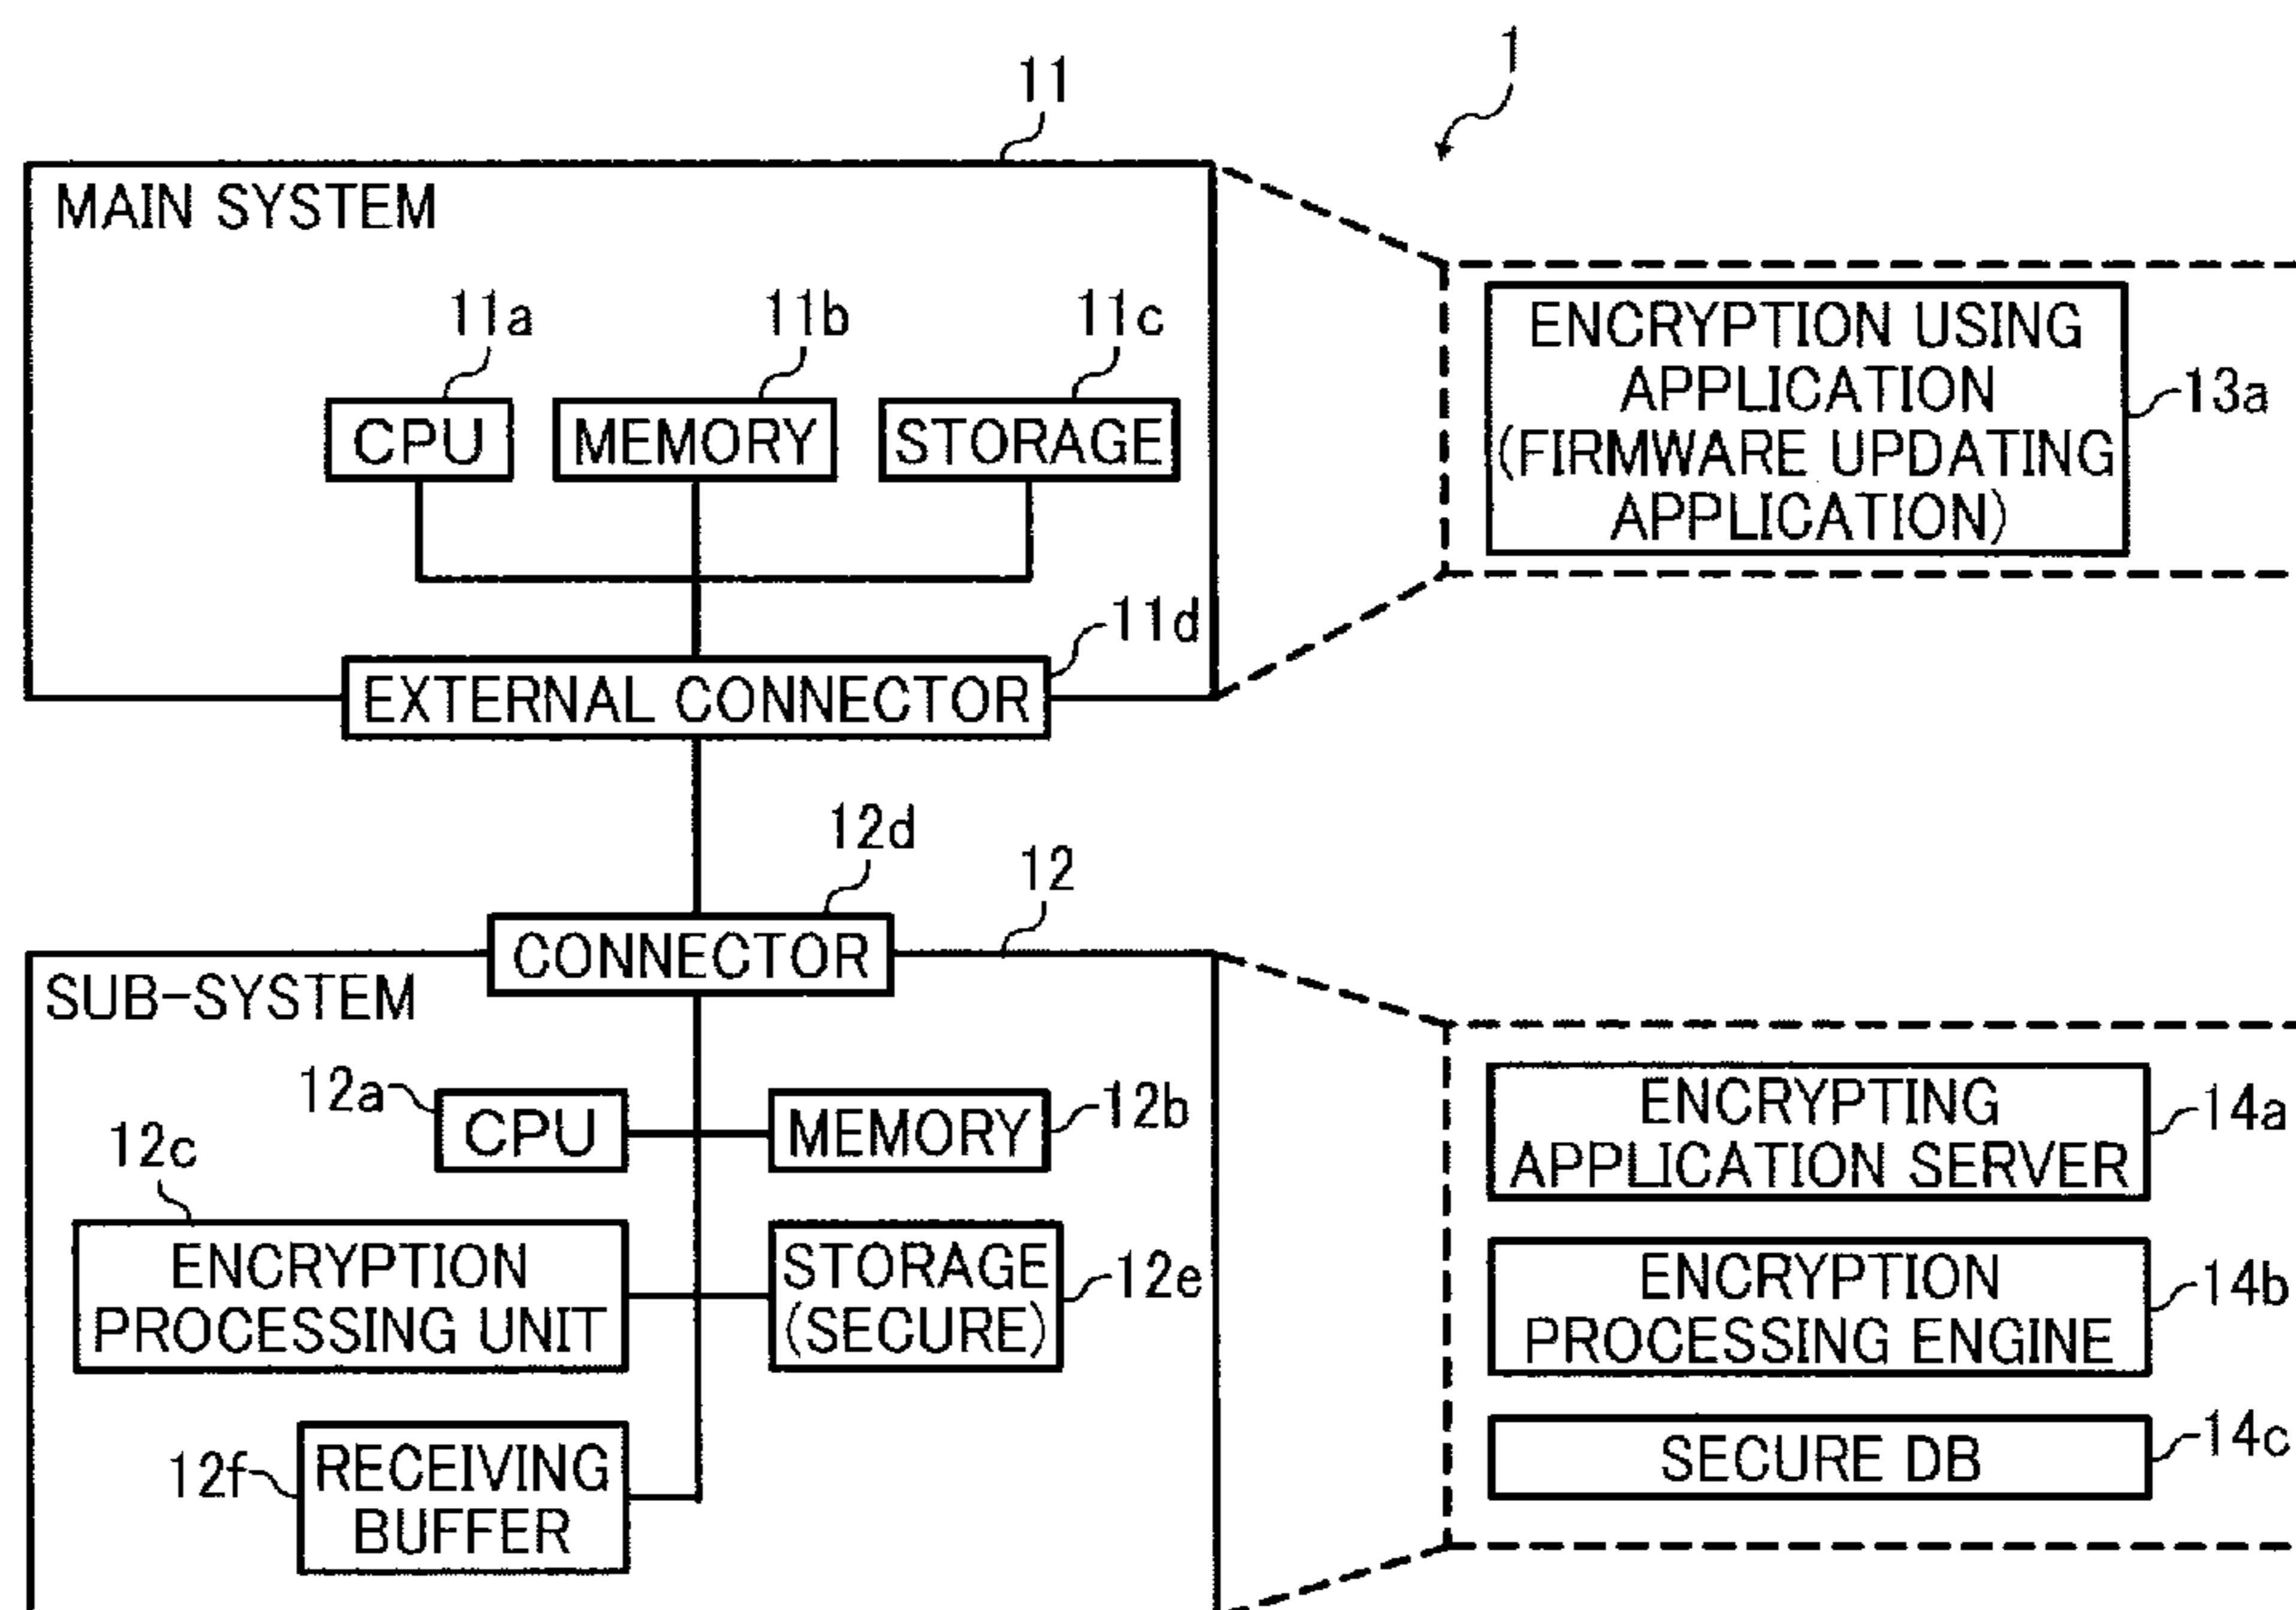 1
11
MAIN SYSTEM
11a
11b
11c
CPU
MEMORY
STORAGE
11d
EXTERNAL CONNECTOR
ENCRYPTION USING
APPLICATION
(FIRMWARE UPDATING
APPLICATION)
13a
12d
12
CONNECTOR
SUB-SYSTEM
12a
CPU
MEMORY
12b
12c
ENCRYPTION
PROCESSING UNIT
STORAGE
(SECURE)
12e
12f
RECEIVING
BUFFER
ENCRYPTING
APPLICATION SERVER
14a
ENCRYPTION
PROCESSING ENGINE
14b
SECURE DB
14c